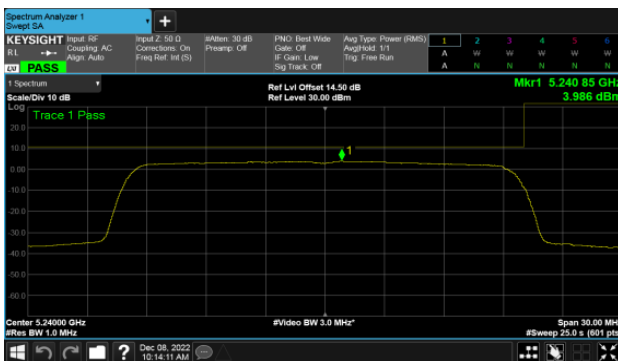 Spectrum Analyzer 1
Swept SA
KEYSIGHT Input: RF
RL
Coupling: AC
Align: Auto
Input Z: 50 Ω
Corrections: On
Freq Ref: Int (S)
#Atten: 30 dB
Preamp: Off
PNO: Best Wide
Gate: Off
IF Gain: Low
Sig Track: Off
Avg Type: Power (RMS)
Avg|Hold: 1/1
Trig: Free Run
1 2 3 4 5 6
A W W W W W
A N N N N N
LXI PASS
1 Spectrum
Scale/Div 10 dB
Ref Lvl Offset 14.50 dB
Ref Level 30.00 dBm
Mkr1 5.240 85 GHz
3.986 dBm
Log
Trace 1 Pass
20.0
10.0
0.00
-10.0
-20.0
-30.0
-40.0
-50.0
-60.0
1
Center 5.24000 GHz
#Res BW 1.0 MHz
#Video BW 3.0 MHz*
Span 30.00 MH
#Sweep 25.0 s (601 pts
?
Dec 08, 2022
10:14:11 AM